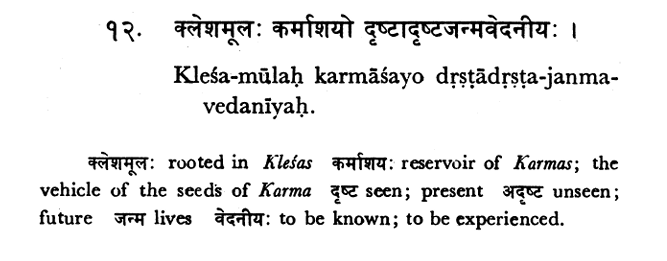 १२. क्लेशमूलः कर्माशयो दृष्टादृष्टजन्मवेदनीयः ।
Kleśa-mūlaḥ karmāśayo dṛṣṭādṛṣṭa-janma-
vedanīyaḥ.
क्लेशमूलः rooted in Kleśas कर्माशयः reservoir of Karmas; the
vehicle of the seeds of Karma दृष्ट seen; present अदृष्ट unseen;
future जन्म lives वेदनीयः to be known; to be experienced.